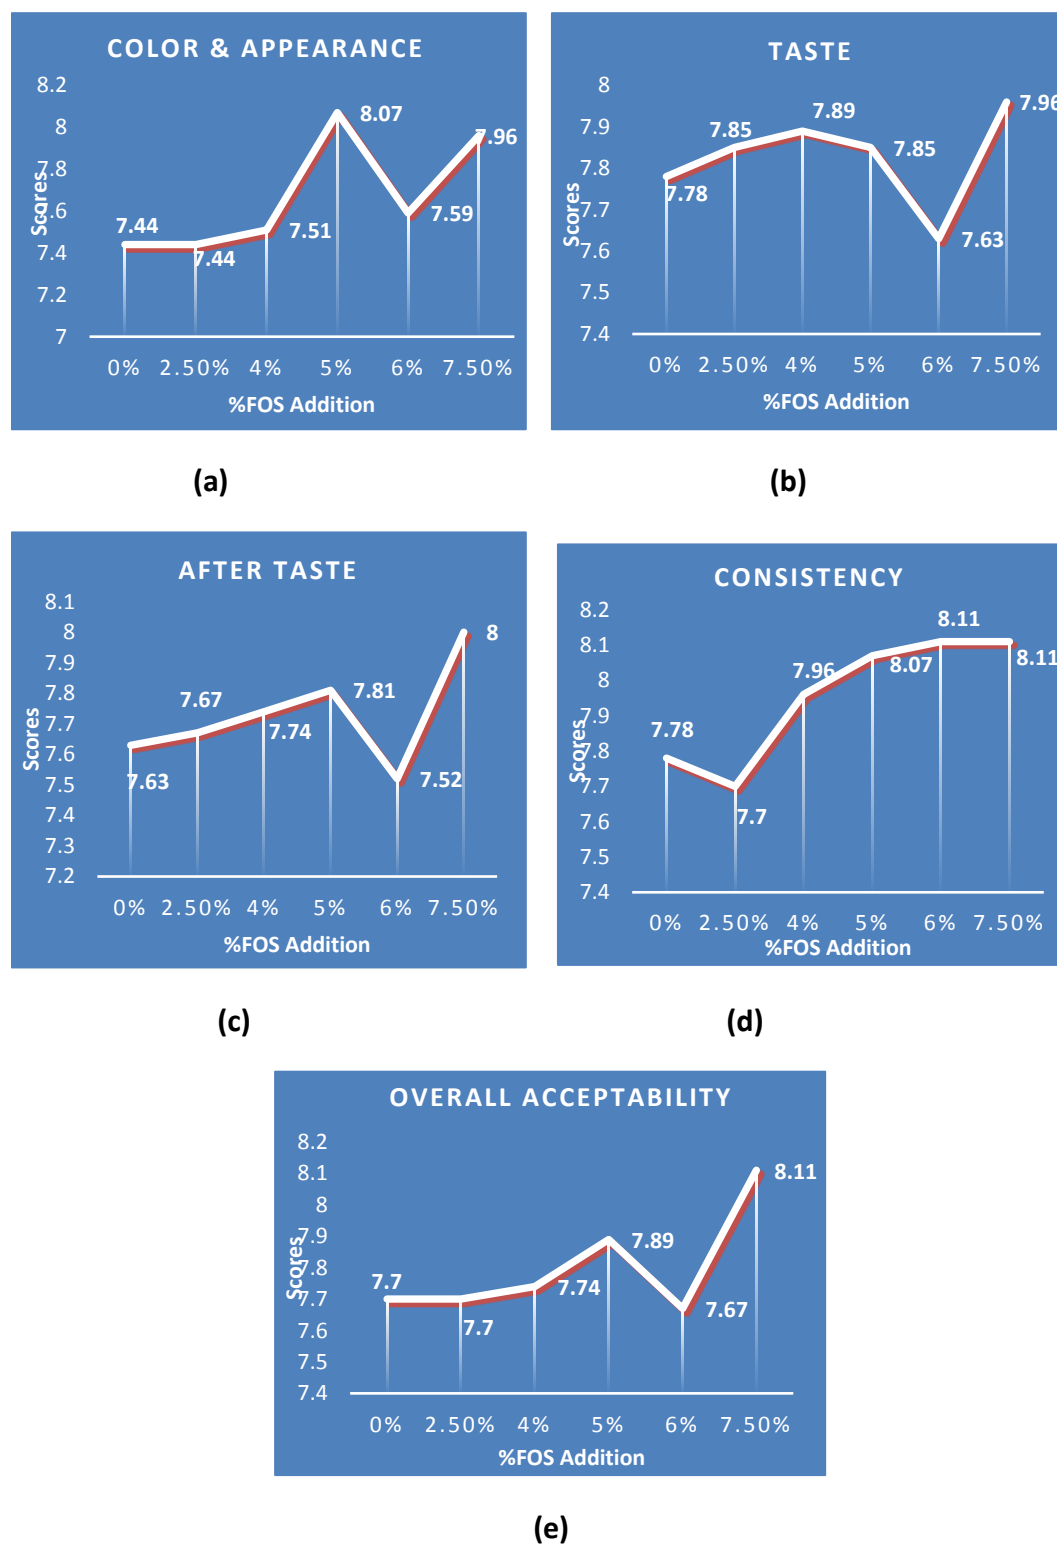 COLOR & APPEARANCE
8.2
8
7.8
7.6
7.4
7.2
7
Scores
7.44
7.44
7.51
8.07
7.59
7.96
0% 2.50% 4% 5% 6% 7.50%
%FOS Addition
(a)
TASTE
8
7.9
7.8
7.7
7.6
7.5
7.4
Scores
7.78
7.85
7.89
7.85
7.63
7.96
0% 2.50% 4% 5% 6% 7.50%
%FOS Addition
(b)
AFTER TASTE
8.1
8
7.9
7.8
7.7
7.6
7.5
7.4
7.3
7.2
Scores
7.63
7.67
7.74
7.81
7.52
8
0% 2.50% 4% 5% 6% 7.50%
%FOS Addition
(c)
CONSISTENCY
8.2
8.1
8
7.9
7.8
7.7
7.6
7.5
7.4
Scores
7.78
7.7
7.96
8.07
8.11
8.11
0% 2.50% 4% 5% 6% 7.50%
%FOS Addition
(d)
OVERALL ACCEPTABILITY
8.2
8.1
8
7.9
7.8
7.7
7.6
7.5
7.4
Scores
7.7
7.7
7.74
7.89
7.67
8.11
0% 2.50% 4% 5% 6% 7.50%
%FOS Addition
(e)